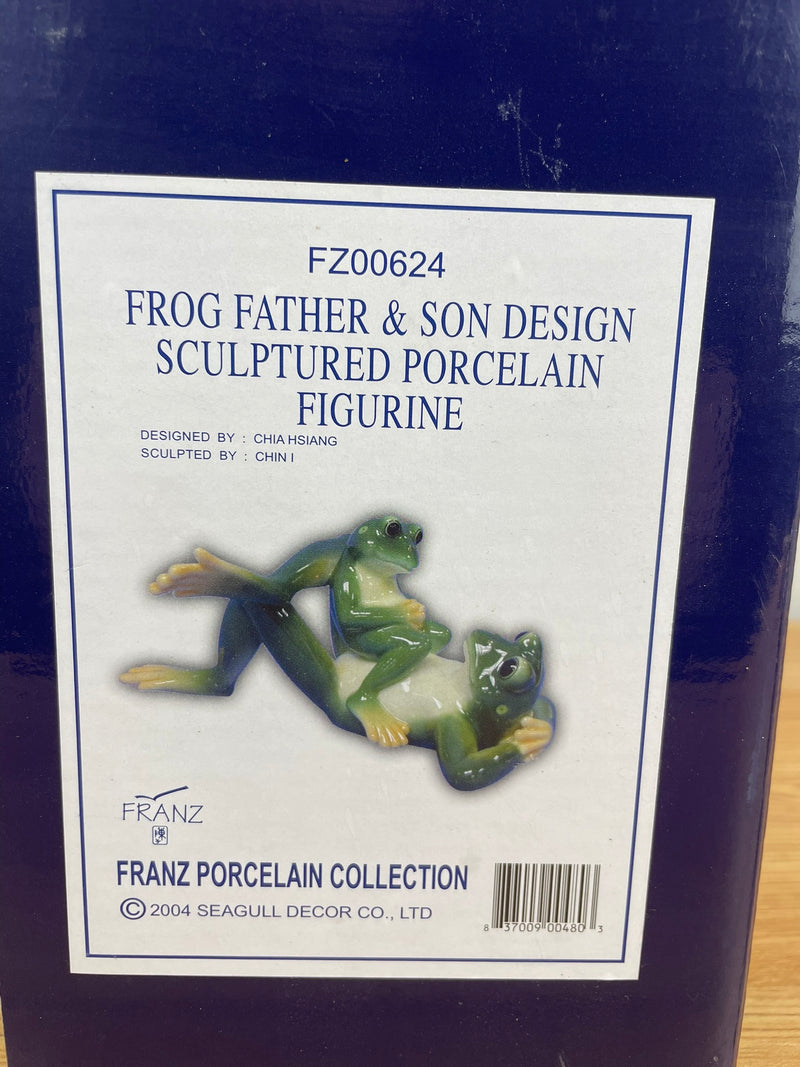 FZ00624
FROG FATHER & SON DESIGN
SCULPTURED PORCELAIN
FIGURINE
DESIGNED BY : CHIA HSIANG
SCULPTED BY : CHIN I
FRANZ
FRANZ PORCELAIN COLLECTION
© 2004 SEAGULL DECOR CO., LTD
8 37009 00480 3